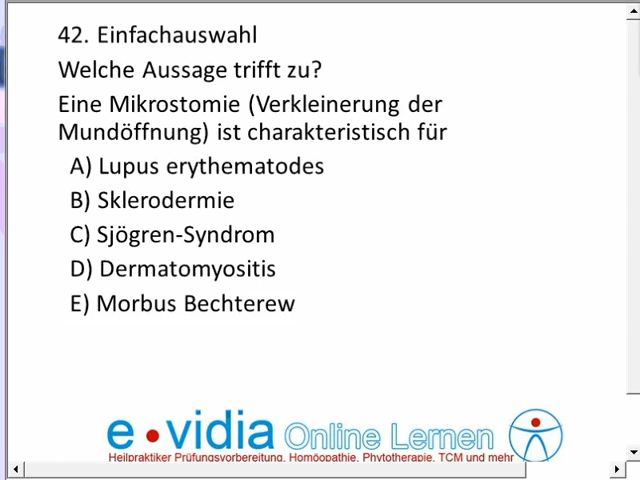 42. Einfachauswahl
Welche Aussage trifft zu?
Eine Mikrostomie (Verkleinerung der
Mundöffnung) ist charakteristisch für
A) Lupus erythematodes
B) Sklerodermie
C) Sjögren-Syndrom
D) Dermatomyositis
E) Morbus Bechterew
e•vidia Online Lernen
Heilpraktiker Prüfungsvorbereitung, Homöopathie, Phytotherapie, TCM und mehr